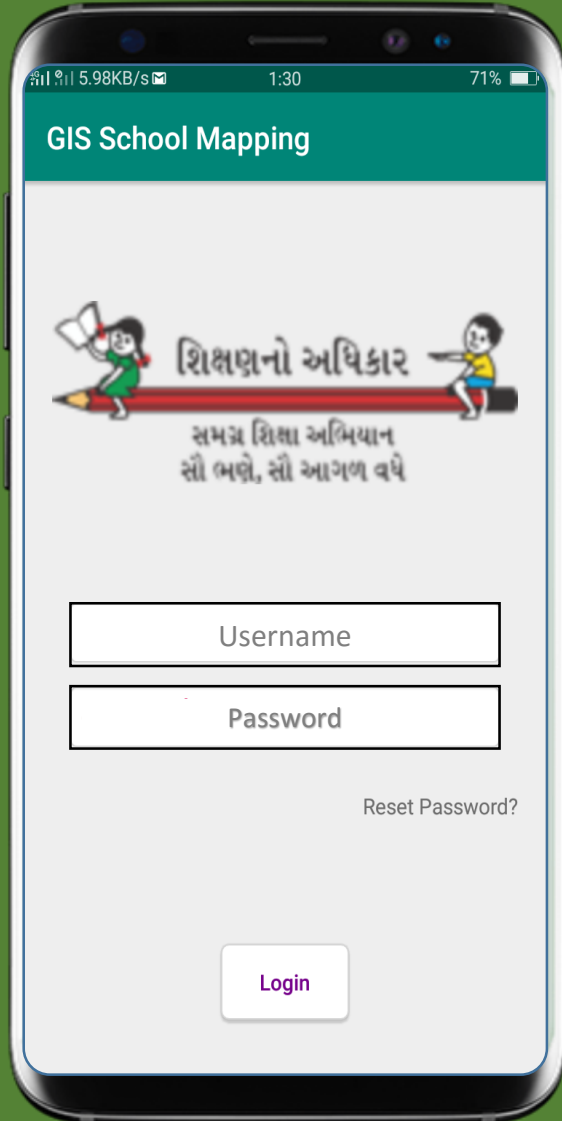 5.98KB/s 1:30 71%
GIS School Mapping
શિક્ષણનો અધિકાર
સમગ્ર શિક્ષા અભિયાન
સૌ ભણે, સૌ આગળ વધે
Username
Password
Reset Password?
Login